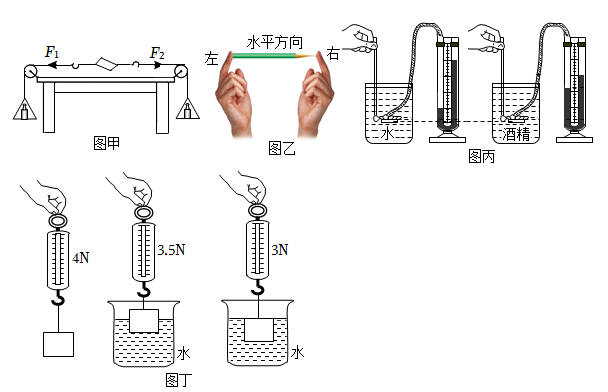 F₁ F₂
图甲
水平方向
左 右
图乙
水 酒精
图丙
4N 3.5N 3N
水 水
图丁